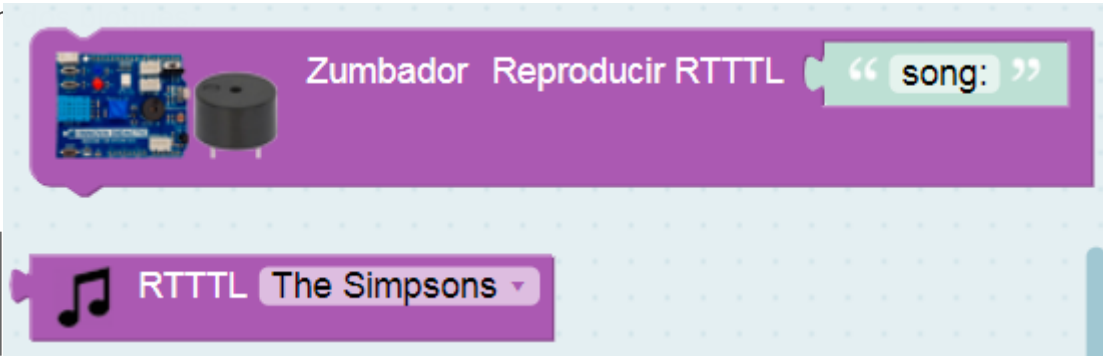 Zumbador Reproducir RTTTL “ song: ”
RTTTL The Simpsons